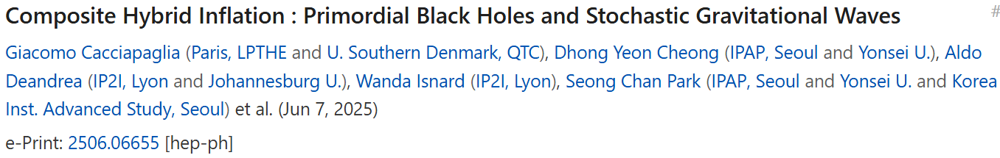 Composite Hybrid Inflation : Primordial Black Holes and Stochastic Gravitational Waves #
Giacomo Cacciapaglia (Paris, LPTHE and U. Southern Denmark, QTC), Dhong Yeon Cheong (IPAP, Seoul and Yonsei U.), Aldo
Deandrea (IP2I, Lyon and Johannesburg U.), Wanda Isnard (IP2I, Lyon), Seong Chan Park (IPAP, Seoul and Yonsei U. and Korea
Inst. Advanced Study, Seoul) et al. (Jun 7, 2025)
e-Print: 2506.06655 [hep-ph]